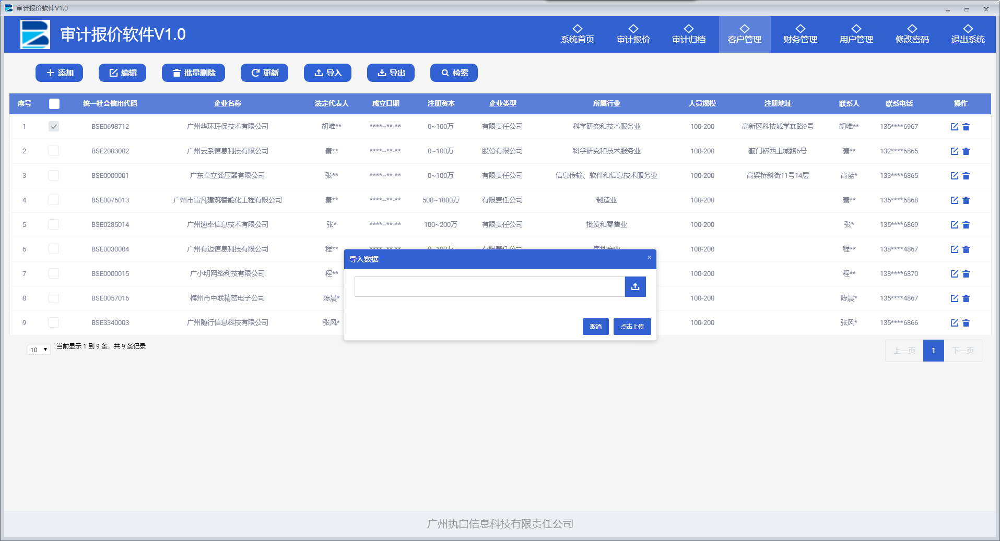 审计报价软件V1.0
审计报价软件V1.0
系统首页 审计报价 审计归档 客户管理 财务管理 用户管理 修改密码 退出系统
添加 编辑 批量删除 更新 导入 导出 检索
序号 统一社会信用代码 企业名称 法定代表人 成立日期 注册资本 企业类型 所属行业 人员规模 注册地址 联系人 联系电话 操作
1 BSE0698712 广州华环玕保技术有限公司 胡唯** ****--**-** 0~100万 有限责任公司 科学研究和技术服务业 100-200 高新区科技城学森路9号 胡唯** 135****6967
2 BSE2003002 广州云系信息利技有限公司 秦** ****--**-** 0~100万 股份有限公司 科学研究和技术服务业 100-200 蓟门桥西土城路6号 秦** 132****6865
3 BSE0000001 广东卓立龚压器有限公司 张** ****--**-** 0~100万 有限责任公司 信息传输、软件和信息技术服务业 100-200 高粱桥斜街11号14层 尚蓝* 133****6865
4 BSE0076013 广州市雷凡建筑誓能化工程有限公司 秦** ****--**-** 500~1000万 有限责任公司 制造业 100-200 秦** 135****6868
5 BSE0285014 广州速率信息技术有限公司 张* ****--**-** 100~200万 有限责任公司 批发和零售业 100-200 张* 135****6869
6 BSE0030004 广州有迈信息利技有限公司 程** ****--**-** 0~100万 有限责任公司 房地产业 100-200 程** 138****4867
7 BSE0000015 广小明网络利技有限公司 程** 100-200 程** 138****6870
8 BSE0057016 梅州市中联精密电子公司 陈晨* 100-200 陈晨* 135****4867
9 BSE3340003 广州随行信息科技有限公司 张风* 100-200 张风* 135****6866
导入数据 ×
取消 点击上传
10 当前显示 1 到 9 条，共 9 条记录
上一页 1 下一页
广州执白信息科技有限责任公司